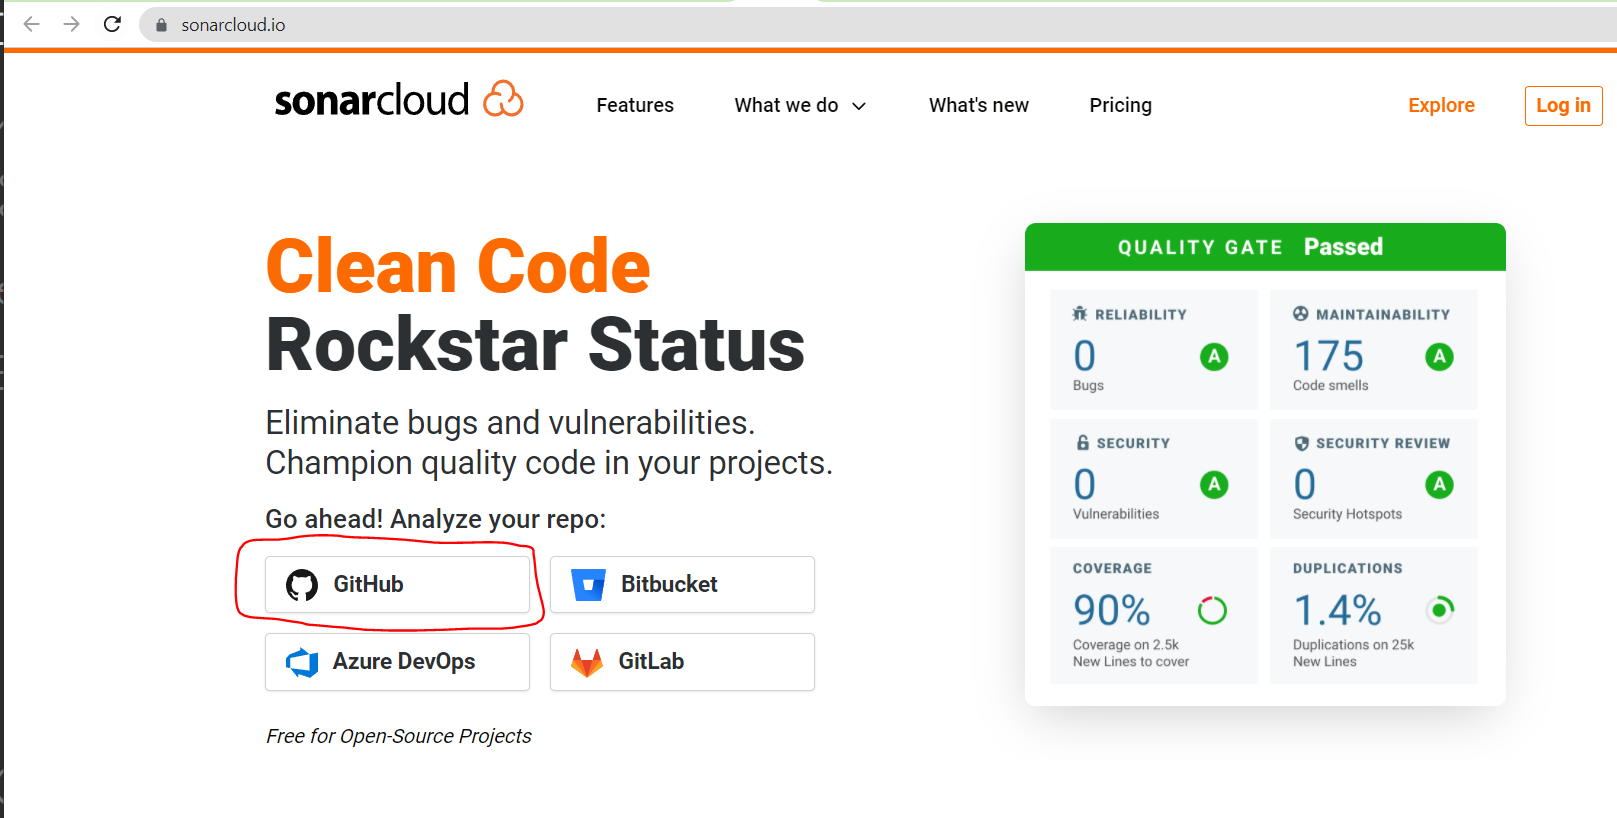 sonarcloud.io
sonarcloud
Features
What we do
What's new
Pricing
Explore
Log in
Clean Code
Rockstar Status
Eliminate bugs and vulnerabilities.
Champion quality code in your projects.
Go ahead! Analyze your repo:
GitHub
Bitbucket
Azure DevOps
GitLab
Free for Open-Source Projects
QUALITY GATE Passed
RELIABILITY
0 A
Bugs
MAINTAINABILITY
175 A
Code smells
SECURITY
0 A
Vulnerabilities
SECURITY REVIEW
0 A
Security Hotspots
COVERAGE
90%
Coverage on 2.5k
New Lines to cover
DUPLICATIONS
1.4%
Duplications on 25k
New Lines